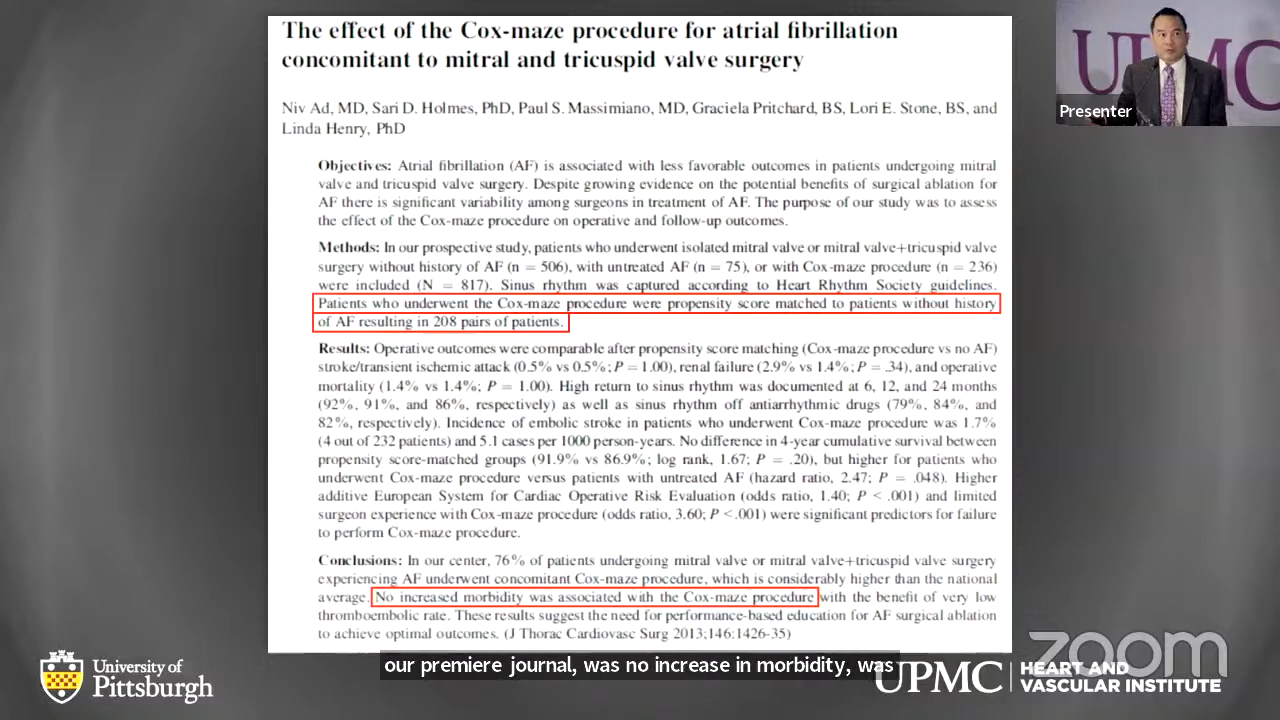 The effect of the Cox-maze procedure for atrial fibrillation
concomitant to mitral and tricuspid valve surgery
Niv Ad, MD, Sari D. Holmes, PhD, Paul S. Massimiano, MD, Graciela Pritchard, BS, Lori E. Stone, BS, and
Linda Henry, PhD
Objectives: Atrial fibrillation (AF) is associated with less favorable outcomes in patients undergoing mitral
valve and tricuspid valve surgery. Despite growing evidence on the potential benefits of surgical ablation for
AF there is significant variability among surgeons in treatment of AF. The purpose of our study was to assess
the effect of the Cox-maze procedure on operative and follow-up outcomes.
Methods: In our prospective study, patients who underwent isolated mitral valve or mitral valve+tricuspid valve
surgery without history of AF (n = 506), with untreated AF (n = 75), or with Cox-maze procedure (n = 236)
were included (N = 817). Sinus rhythm was captured according to Heart Rhythm Society guidelines.
Patients who underwent the Cox-maze procedure were propensity score matched to patients without history
of AF resulting in 208 pairs of patients.
Results: Operative outcomes were comparable after propensity score matching (Cox-maze procedure vs no AF)
stroke/transient ischemic attack (0.5% vs 0.5%; P = 1.00), renal failure (2.9% vs 1.4%; P = .34), and operative
mortality (1.4% vs 1.4%; P = 1.00). High return to sinus rhythm was documented at 6, 12, and 24 months
(92%, 91%, and 86%, respectively) as well as sinus rhythm off antiarrhythmic drugs (79%, 84%, and
82%, respectively). Incidence of embolic stroke in patients who underwent Cox-maze procedure was 1.7%
(4 out of 232 patients) and 5.1 cases per 1000 person-years. No difference in 4-year cumulative survival between
propensity score-matched groups (91.9% vs 86.9%; log rank, 1.67; P = .20), but higher for patients who
underwent Cox-maze procedure versus patients with untreated AF (hazard ratio, 2.47; P = .048). Higher
additive European System for Cardiac Operative Risk Evaluation (odds ratio, 1.40; P < .001) and limited
surgeon experience with Cox-maze procedure (odds ratio, 3.60; P <.001) were significant predictors for failure
to perform Cox-maze procedure.
Conclusions: In our center, 76% of patients undergoing mitral valve or mitral valve+tricuspid valve surgery
experiencing AF underwent concomitant Cox-maze procedure, which is considerably higher than the national
average. No increased morbidity was associated with the Cox-maze procedure with the benefit of very low
thromboembolic rate. These results suggest the need for performance-based education for AF surgical ablation
to achieve optimal outcomes. (J Thorac Cardiovasc Surg 2013;146:1426-35)
UPMC
Presenter
our premiere journal, was no increase in morbidity, was
zoom
University of
Pittsburgh
UPMC
HEART AND
VASCULAR INSTITUTE